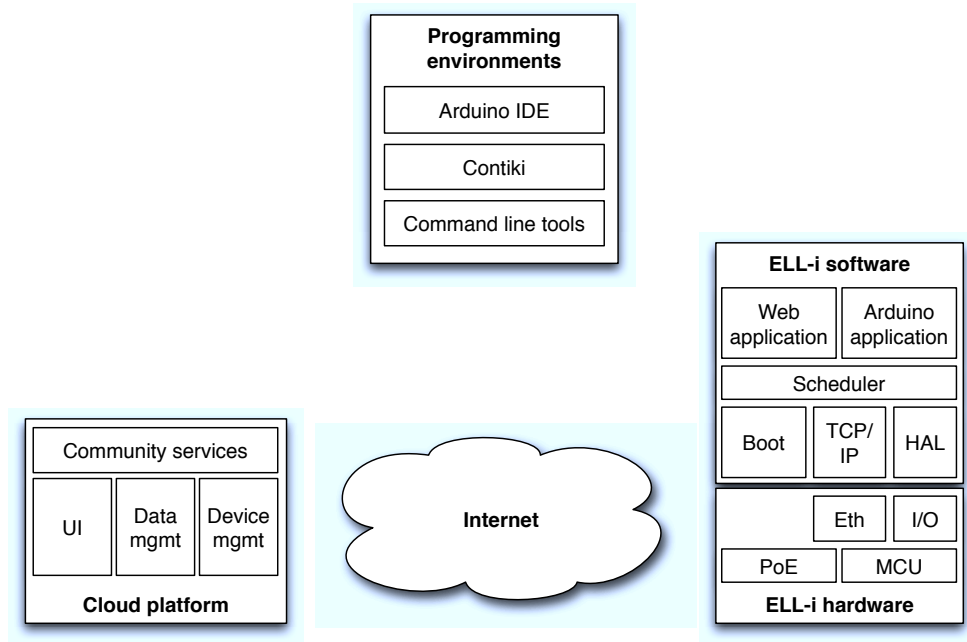 Programming
environments
Arduino IDE
Contiki
Command line tools
ELL-i software
Web
application
Arduino
application
Scheduler
Boot
TCP/
IP
HAL
Eth
I/O
PoE
MCU
ELL-i hardware
Community services
UI
Data
mgmt
Device
mgmt
Cloud platform
Internet